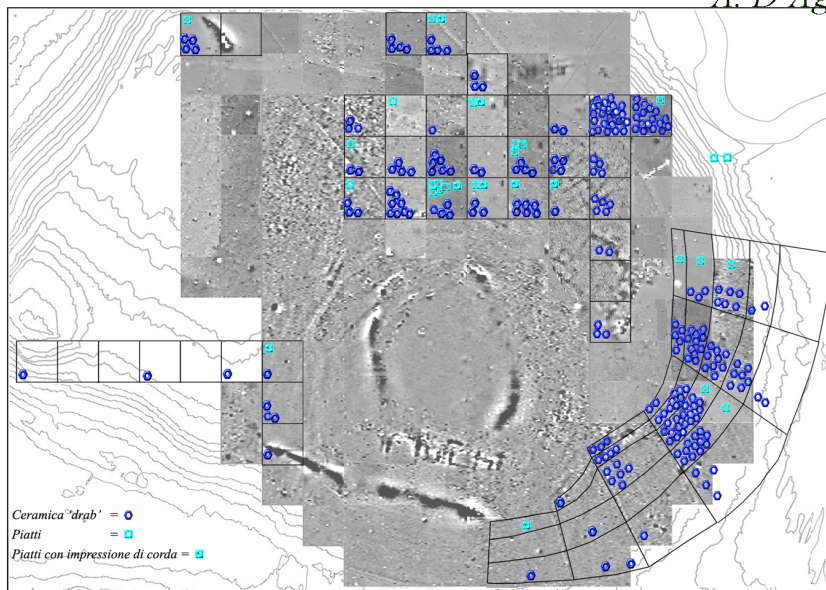 Ceramica 'drab' =
Piatti =
Piatti con impressione di corda =